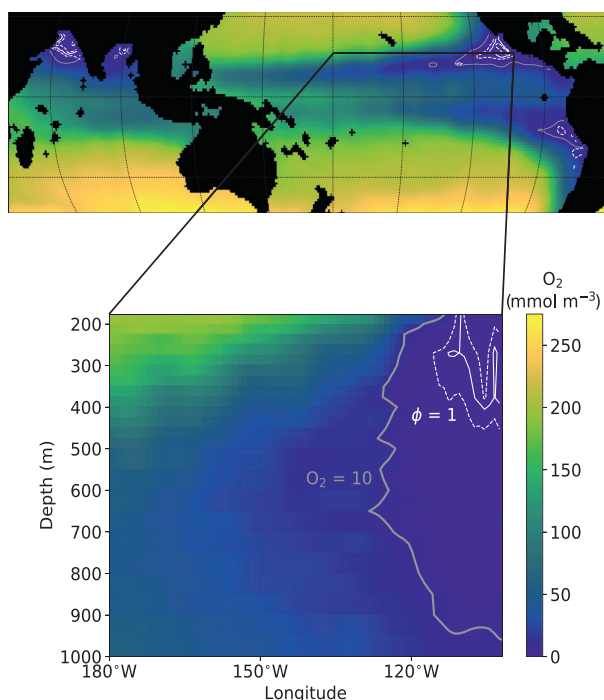 O₂
(mmol m⁻³)
200
300
400
500
600
700
800
900
1000
Depth (m)
ϕ = 1
O₂ = 10
250
200
150
100
50
0
180°W
150°W
120°W
Longitude